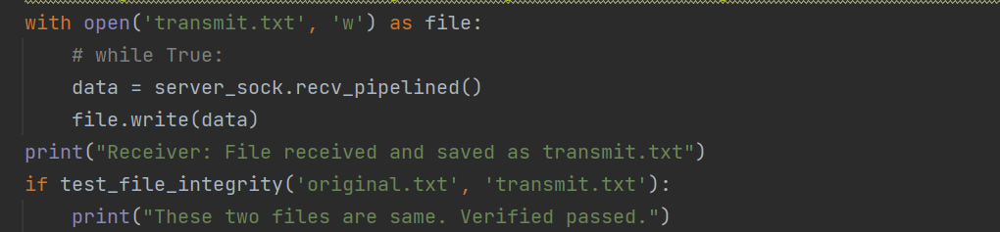 with open('transmit.txt', 'w') as file:
    # while True:
    data = server_sock.recv_pipelined()
    file.write(data)
print("Receiver: File received and saved as transmit.txt")
if test_file_integrity('original.txt', 'transmit.txt'):
    print("These two files are same. Verified passed.")